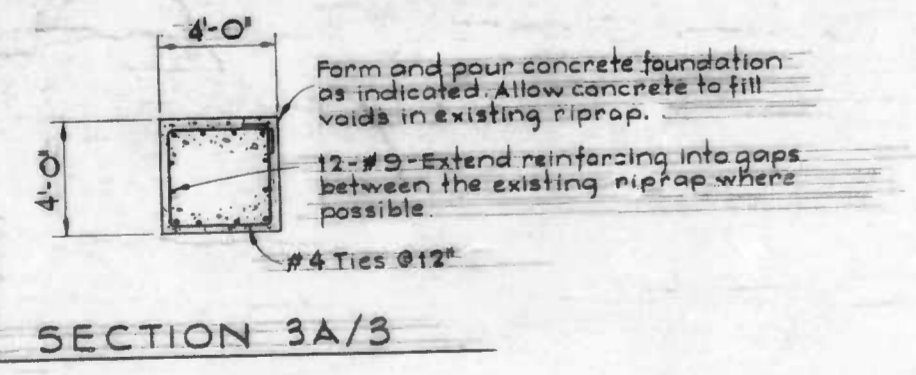 4'-0"
Form and pour concrete foundation
as indicated. Allow concrete to fill
voids in existing riprap.
4'-0"
12-#9-Extend reinforcing into gaps
between the existing riprap where
possible.
#4 Ties @12"
SECTION 3A/3